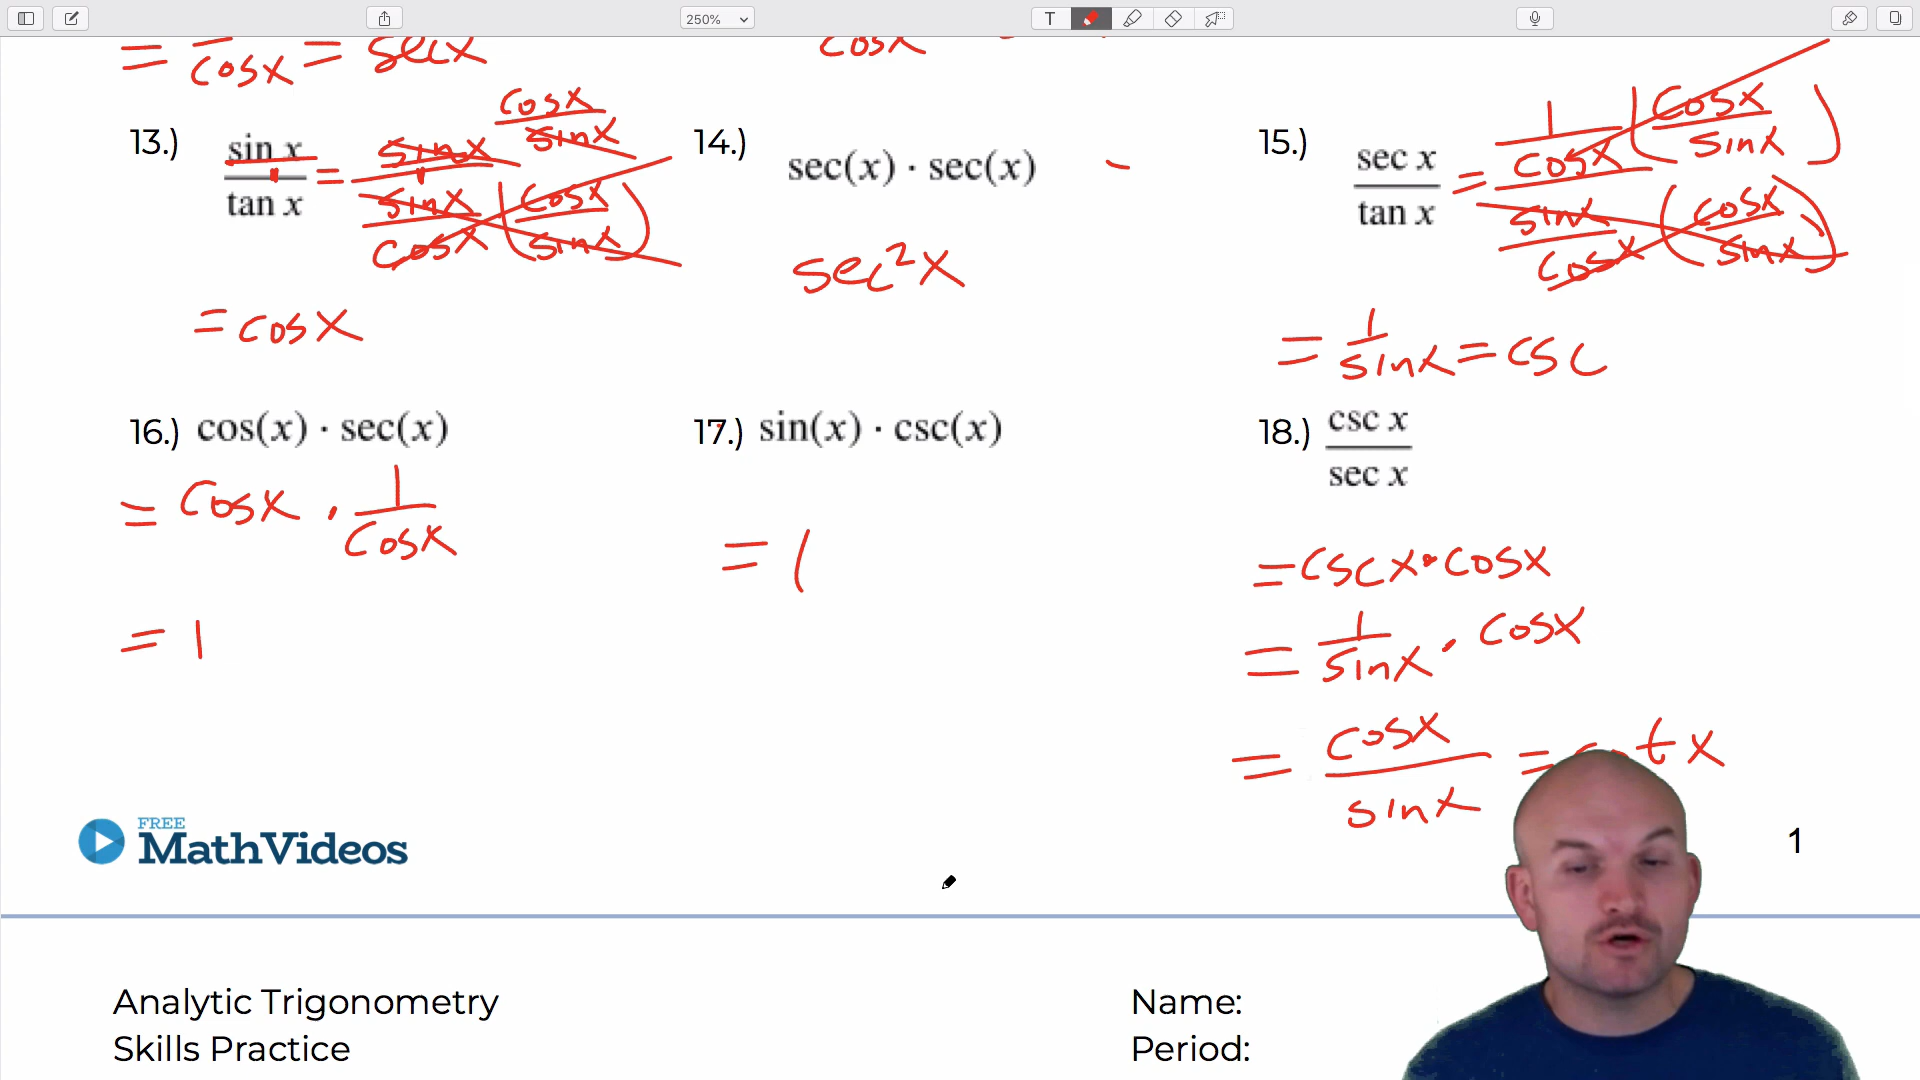 250%
T
= cosx = secx
cosx
13.) sin x / tan x = sinx / (sinx / cosx) (cosx / sinx) cosx / sinx
= cosx
14.) sec(x) · sec(x)
sec²x
15.) sec x / tan x = 1 / cosx (cosx / sinx) / sinx / cosx (cosx / sinx)
= 1 / sinx = csc
16.) cos(x) · sec(x)
= cosx · 1 / cosx
= 1
17.) sin(x) · csc(x)
= (
18.) csc x / sec x
= cscx · cosx
= 1 / sinx · cosx
= cosx / sinx = cotx
FREE
MathVideos
1
Analytic Trigonometry
Skills Practice
Name:
Period: